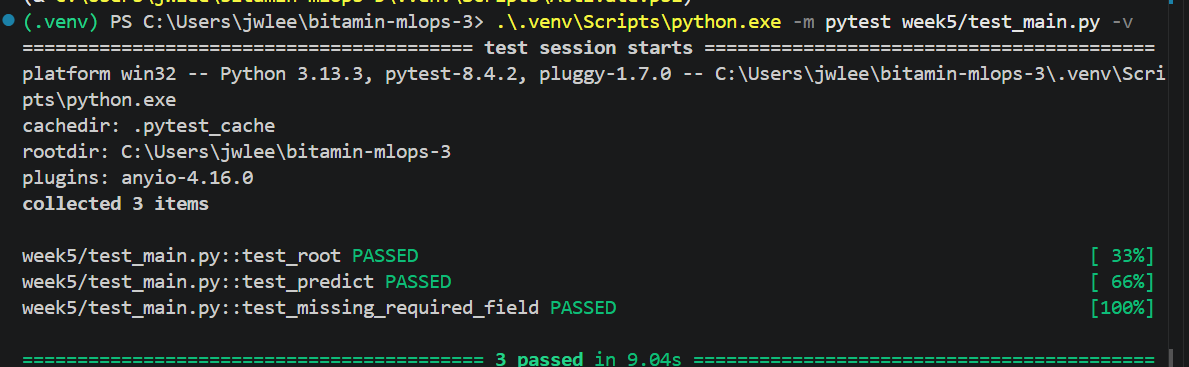 (.venv) PS C:\Users\jwlee\bitamin-mlops-3> .\.venv\Scripts\python.exe -m pytest week5/test_main.py -v
========================================= test session starts =========================================
platform win32 -- Python 3.13.3, pytest-8.4.2, pluggy-1.7.0 -- C:\Users\jwlee\bitamin-mlops-3\.venv\Scri
pts\python.exe
cachedir: .pytest_cache
rootdir: C:\Users\jwlee\bitamin-mlops-3
plugins: anyio-4.16.0
collected 3 items
week5/test_main.py::test_root PASSED [ 33%]
week5/test_main.py::test_predict PASSED [ 66%]
week5/test_main.py::test_missing_required_field PASSED [100%]
========================================== 3 passed in 9.04s ==========================================